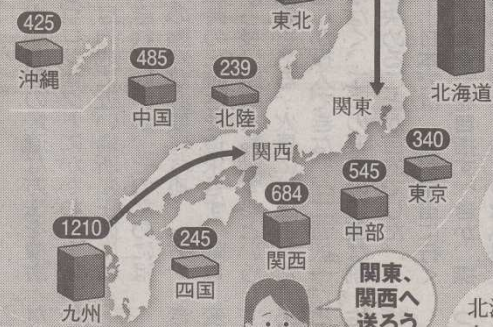 東北
425
沖縄
485
中国
239
北陸
関東
北海道
関西
340
東京
545
中部
684
関西
1210
九州
245
四国
関東、
関西へ
送ろう
北